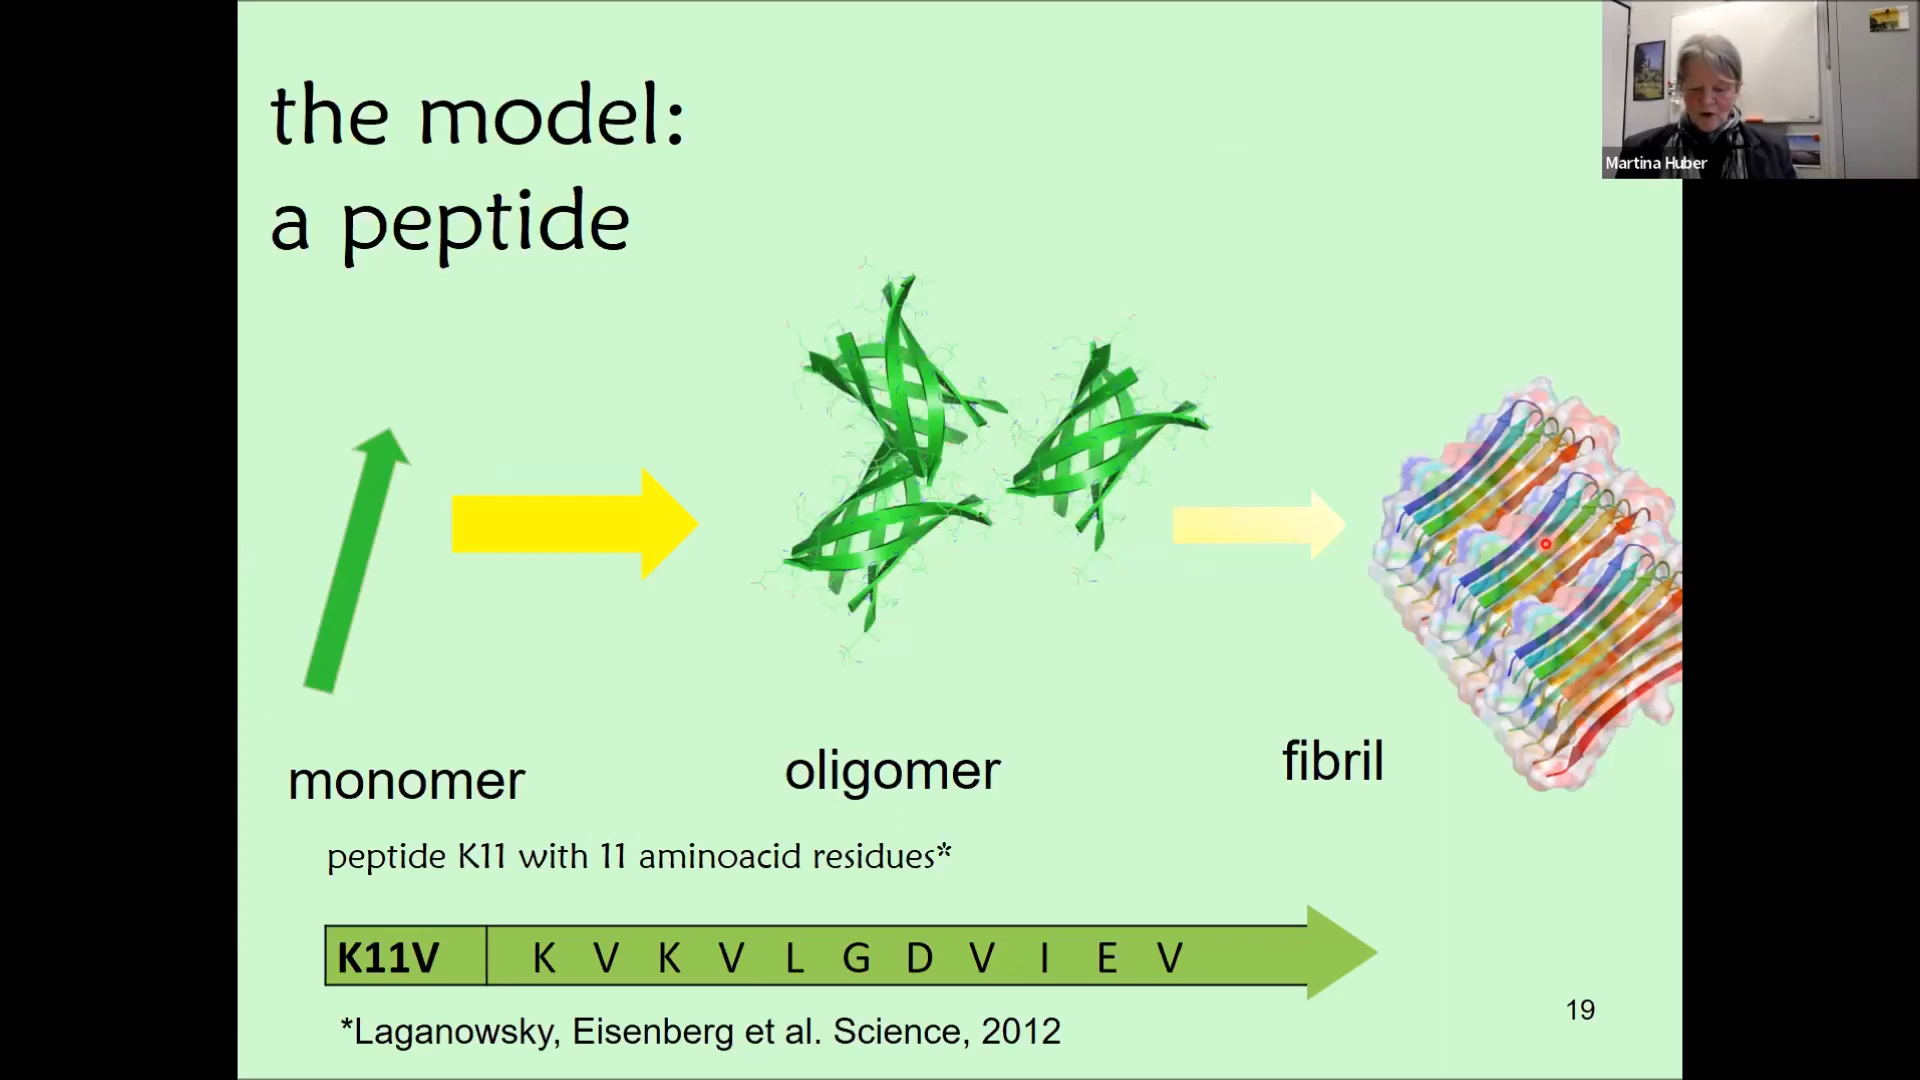 the model:
a peptide
Martina Huber
monomer
oligomer
fibril
peptide K11 with 11 aminoacid residues*
K11V K V K V L G D V I E V
*Laganowsky, Eisenberg et al. Science, 2012
19